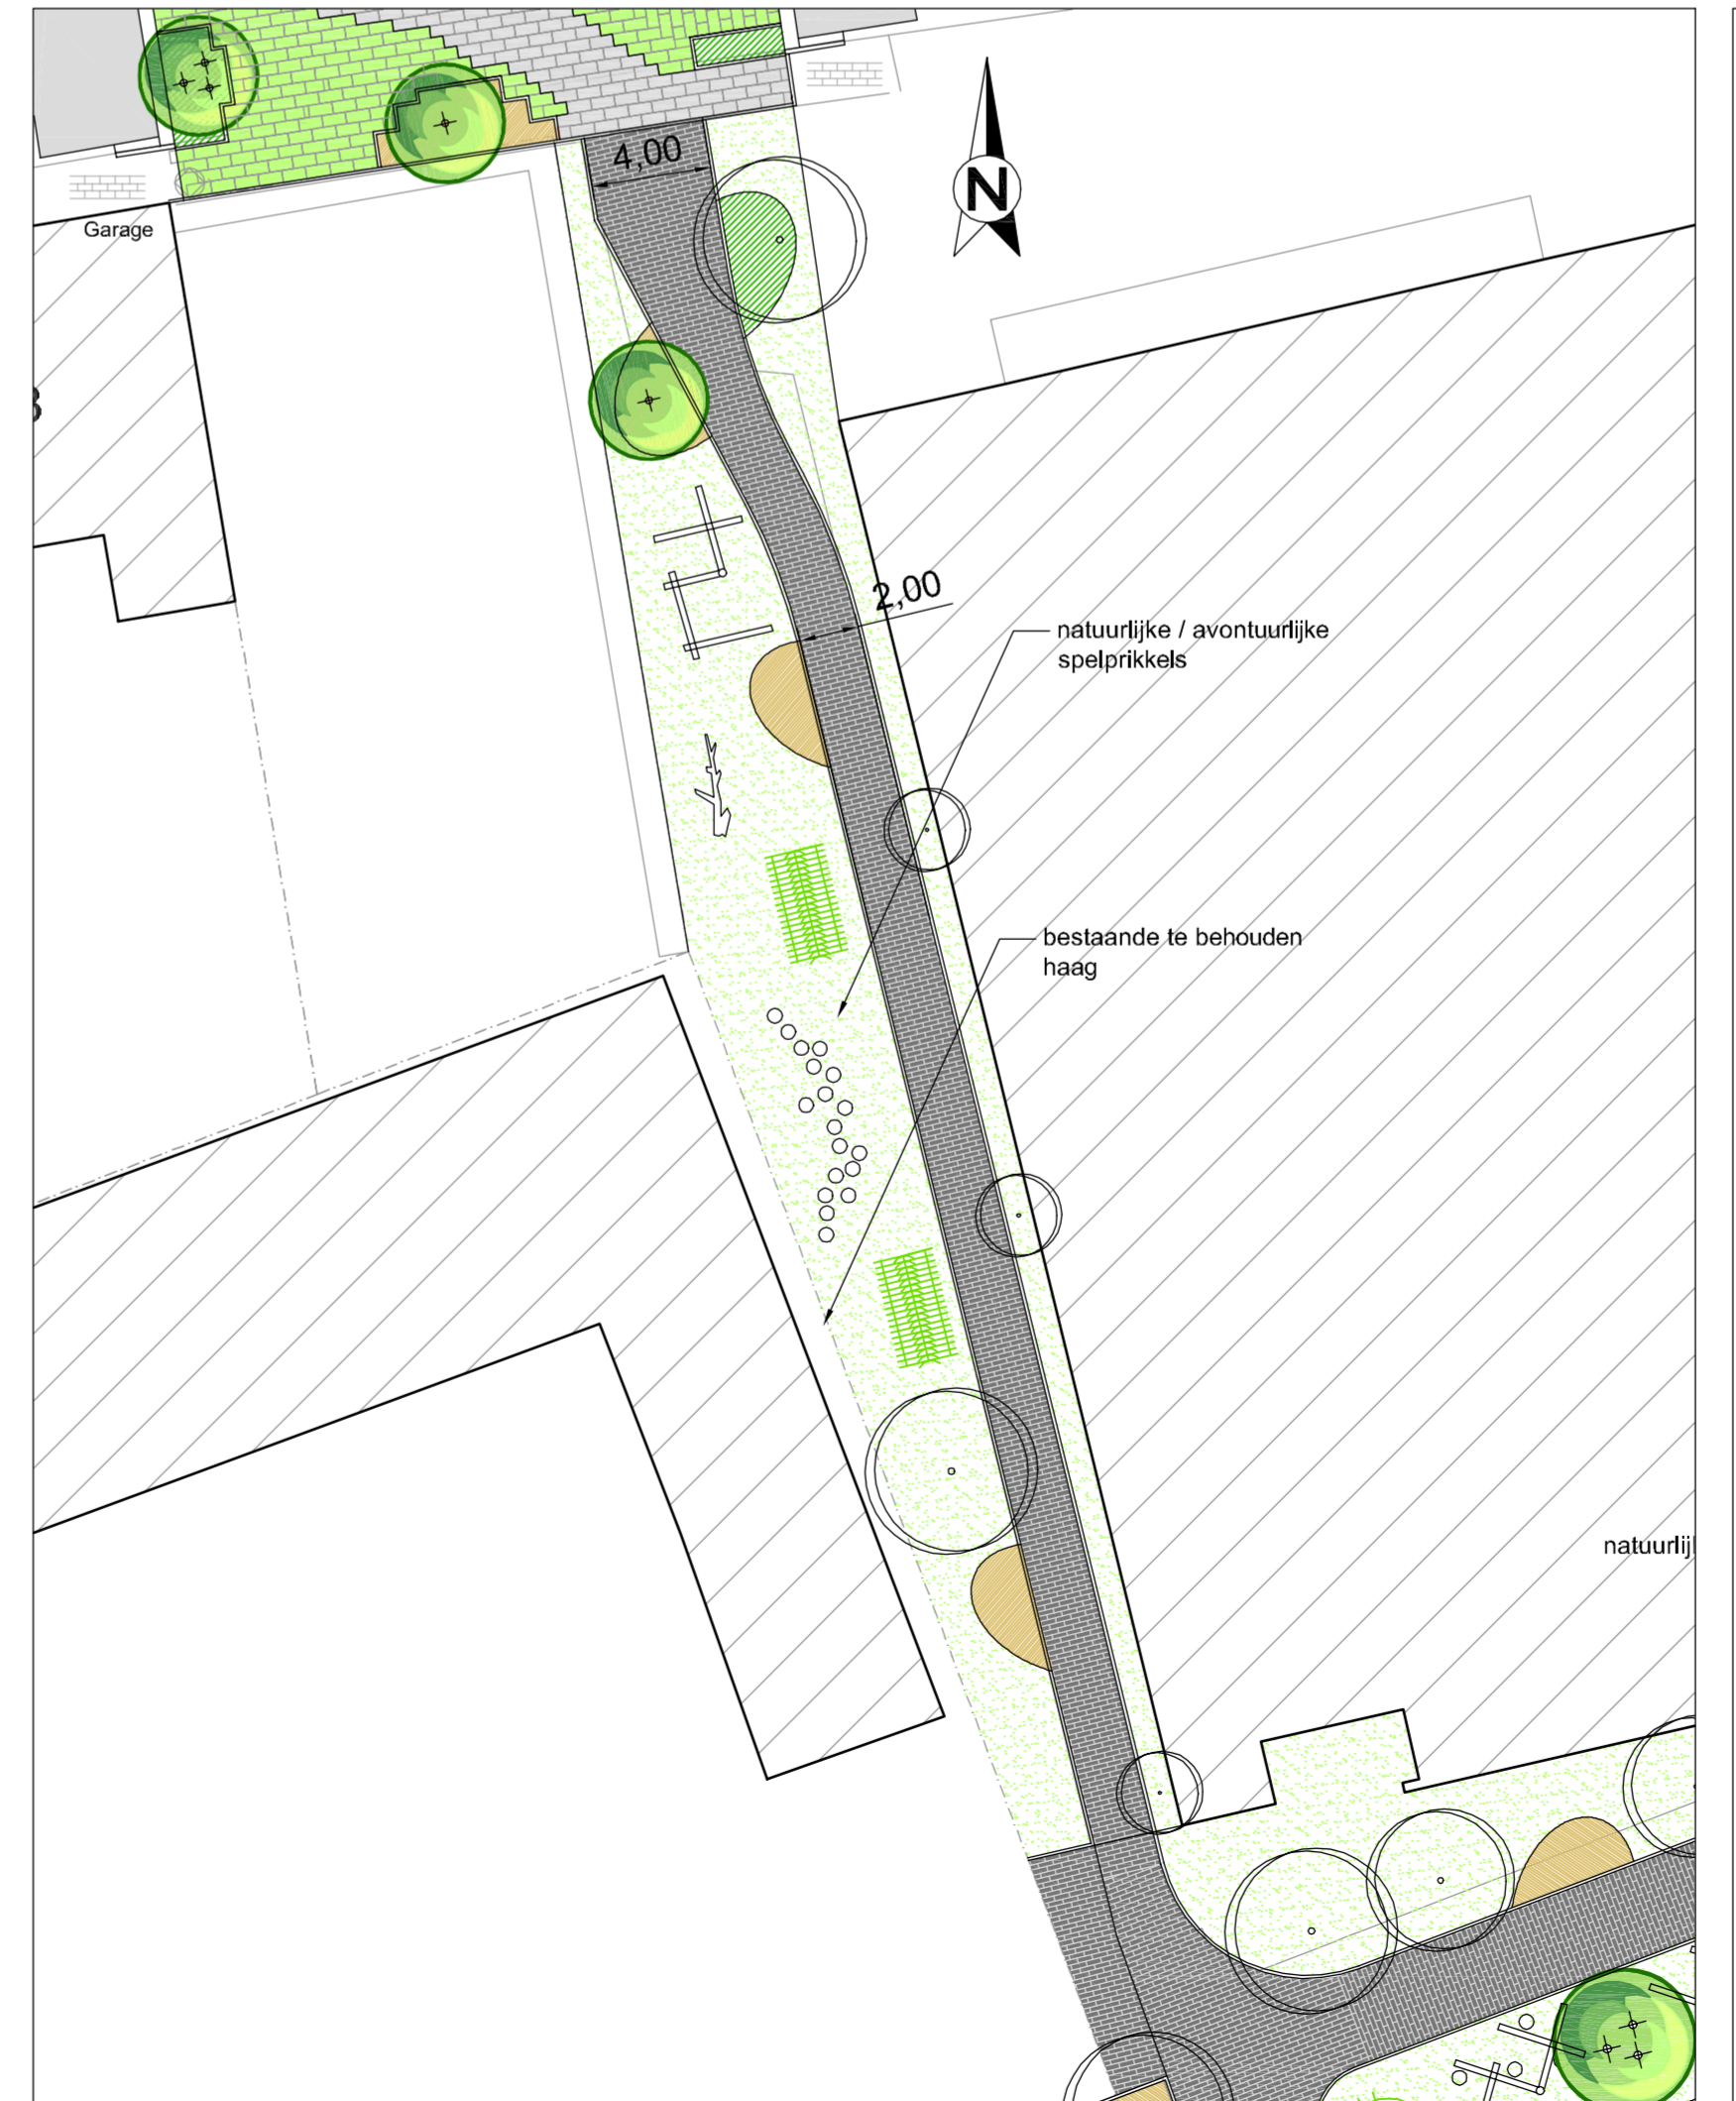 4,00
N
Garage
2,00
natuurlijke / avontuurlijke
spelprikkels
bestaande te behouden
haag